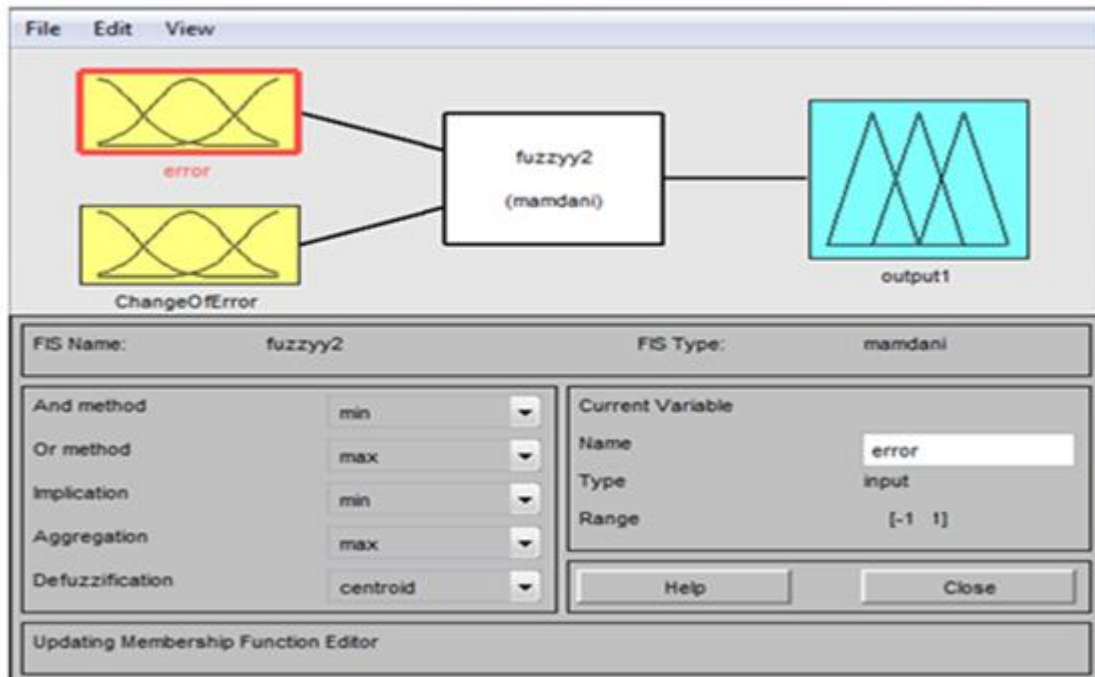 File Edit View
error
fuzzyy2
(mamdani)
ChangeOfError
output1
FIS Name: fuzzyy2 FIS Type: mamdani
And method min
Or method max
Implication min
Aggregation max
Defuzzification centroid
Current Variable
Name error
Type input
Range [-1 1]
Help Close
Updating Membership Function Editor